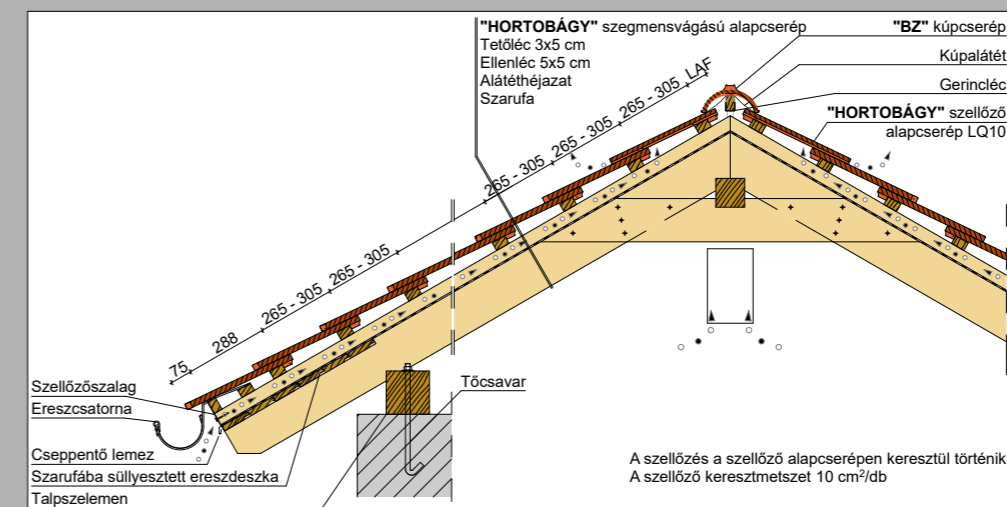 "HORTOBÁGY" szegmensvágású alapcserép
Tetőléc 3x5 cm
Ellenléc 5x5 cm
Alátéthéjazat
Szarufa
"BZ" kúpcserép
Kúpalátét
Gerincléc
"HORTOBÁGY" szellőző
alapcserép LQ10
75
288
265 - 305
265 - 305
265 - 305
265 - 305
265 - 305
LAF
Szellőzőszalag
Ereszcsatorna
Cseppentő lemez
Szarufába süllyesztett ereszdeszka
Talpszelemen
Tőcsavar
A szellőzés a szellőző alapcserépen keresztül történik
A szellőző keresztmetszet 10 cm²/db